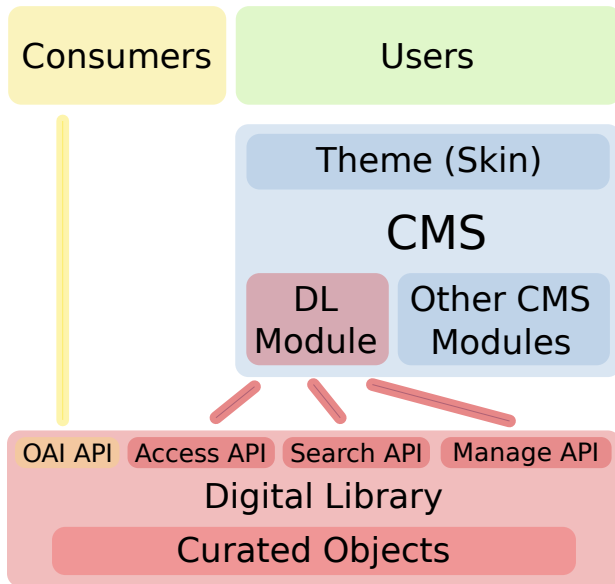 Consumers
Users
Theme (Skin)
CMS
DL
Module
Other CMS
Modules
OAI API
Access API
Search API
Manage API
Digital Library
Curated Objects